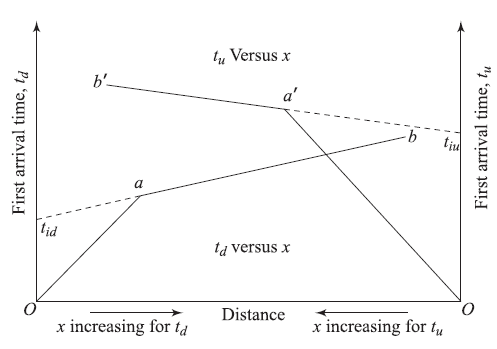 t_u Versus x
First arrival time, t_d
First arrival time, t_u
b′
a′
b
t_iu
a
t_id
t_d versus x
O
O
Distance
x increasing for t_d
x increasing for t_u